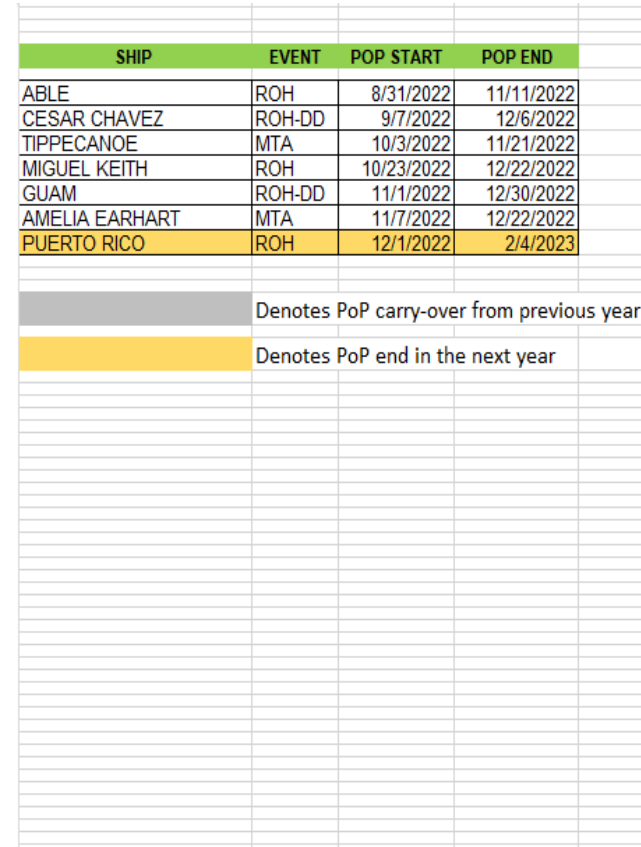 SHIP EVENT POP START POP END
ABLE ROH 8/31/2022 11/11/2022
CESAR CHAVEZ ROH-DD 9/7/2022 12/6/2022
TIPPECANOE MTA 10/3/2022 11/21/2022
MIGUEL KEITH ROH 10/23/2022 12/22/2022
GUAM ROH-DD 11/1/2022 12/30/2022
AMELIA EARHART MTA 11/7/2022 12/22/2022
PUERTO RICO ROH 12/1/2022 2/4/2023
Denotes PoP carry-over from previous year
Denotes PoP end in the next year